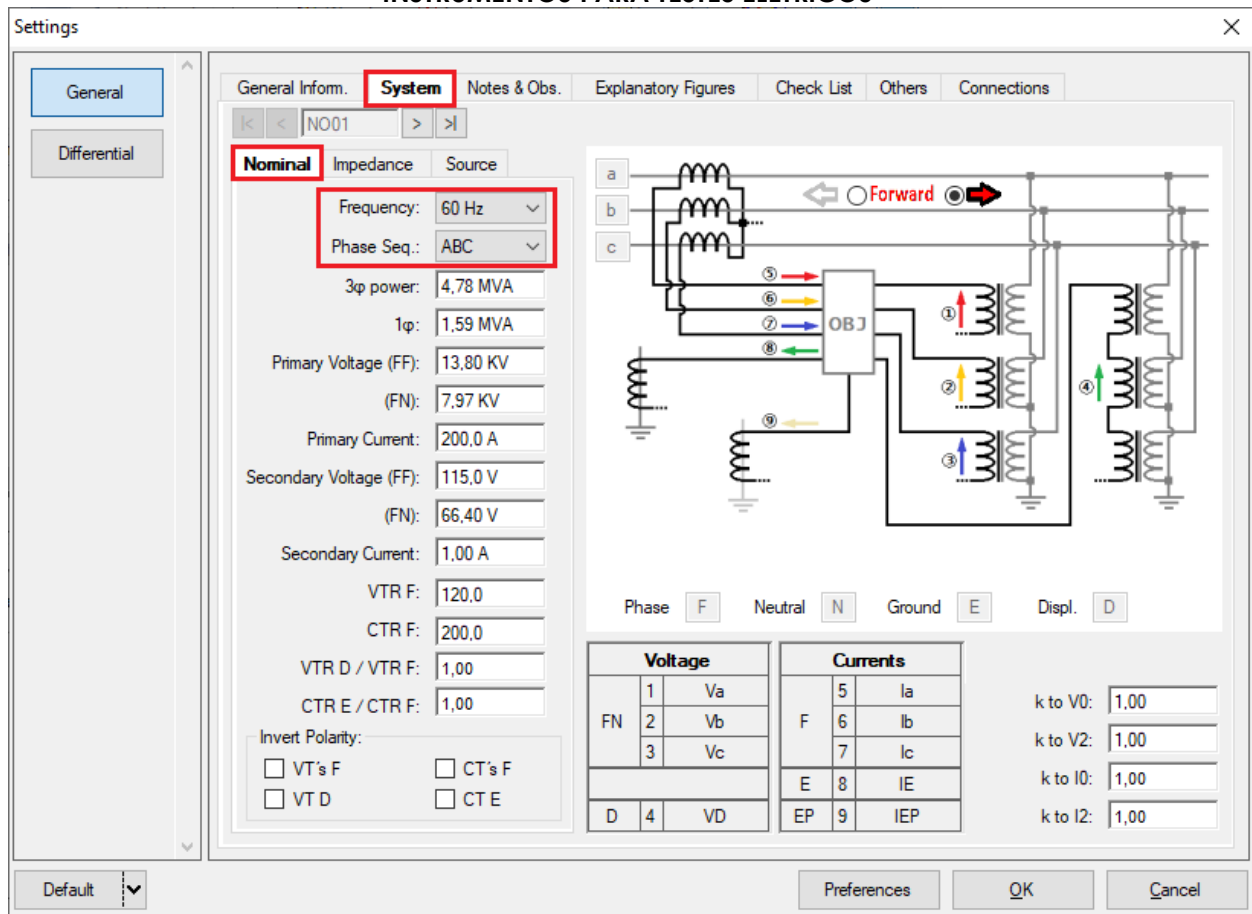 INSTRUMENTOS PARA TESTES ELÉTRICOS
Settings
General
Differential
General Inform.
System
Notes & Obs.
Explanatory Figures
Check List
Others
Connections
|< < NO01 > >|
Nominal
Impedance
Source
Frequency: 60 Hz
Phase Seq.: ABC
3φ power: 4,78 MVA
1φ: 1,59 MVA
Primary Voltage (FF): 13,80 KV
(FN): 7,97 KV
Primary Current: 200,0 A
Secondary Voltage (FF): 115,0 V
(FN): 66,40 V
Secondary Current: 1,00 A
VTR F: 120,0
CTR F: 200,0
VTR D / VTR F: 1,00
CTR E / CTR F: 1,00
Invert Polarity:
VT´s F
CT´s F
VT D
CT E
a
b
c
Forward
⑤
⑥
⑦
⑧
⑨
OBJ
①
②
③
④
Phase F
Neutral N
Ground E
Displ. D
Voltage
FN
1 Va
2 Vb
3 Vc
D 4 VD
Currents
F
5 Ia
6 Ib
7 Ic
E 8 IE
EP 9 IEP
k to V0: 1,00
k to V2: 1,00
k to I0: 1,00
k to I2: 1,00
Default
Preferences
OK
Cancel